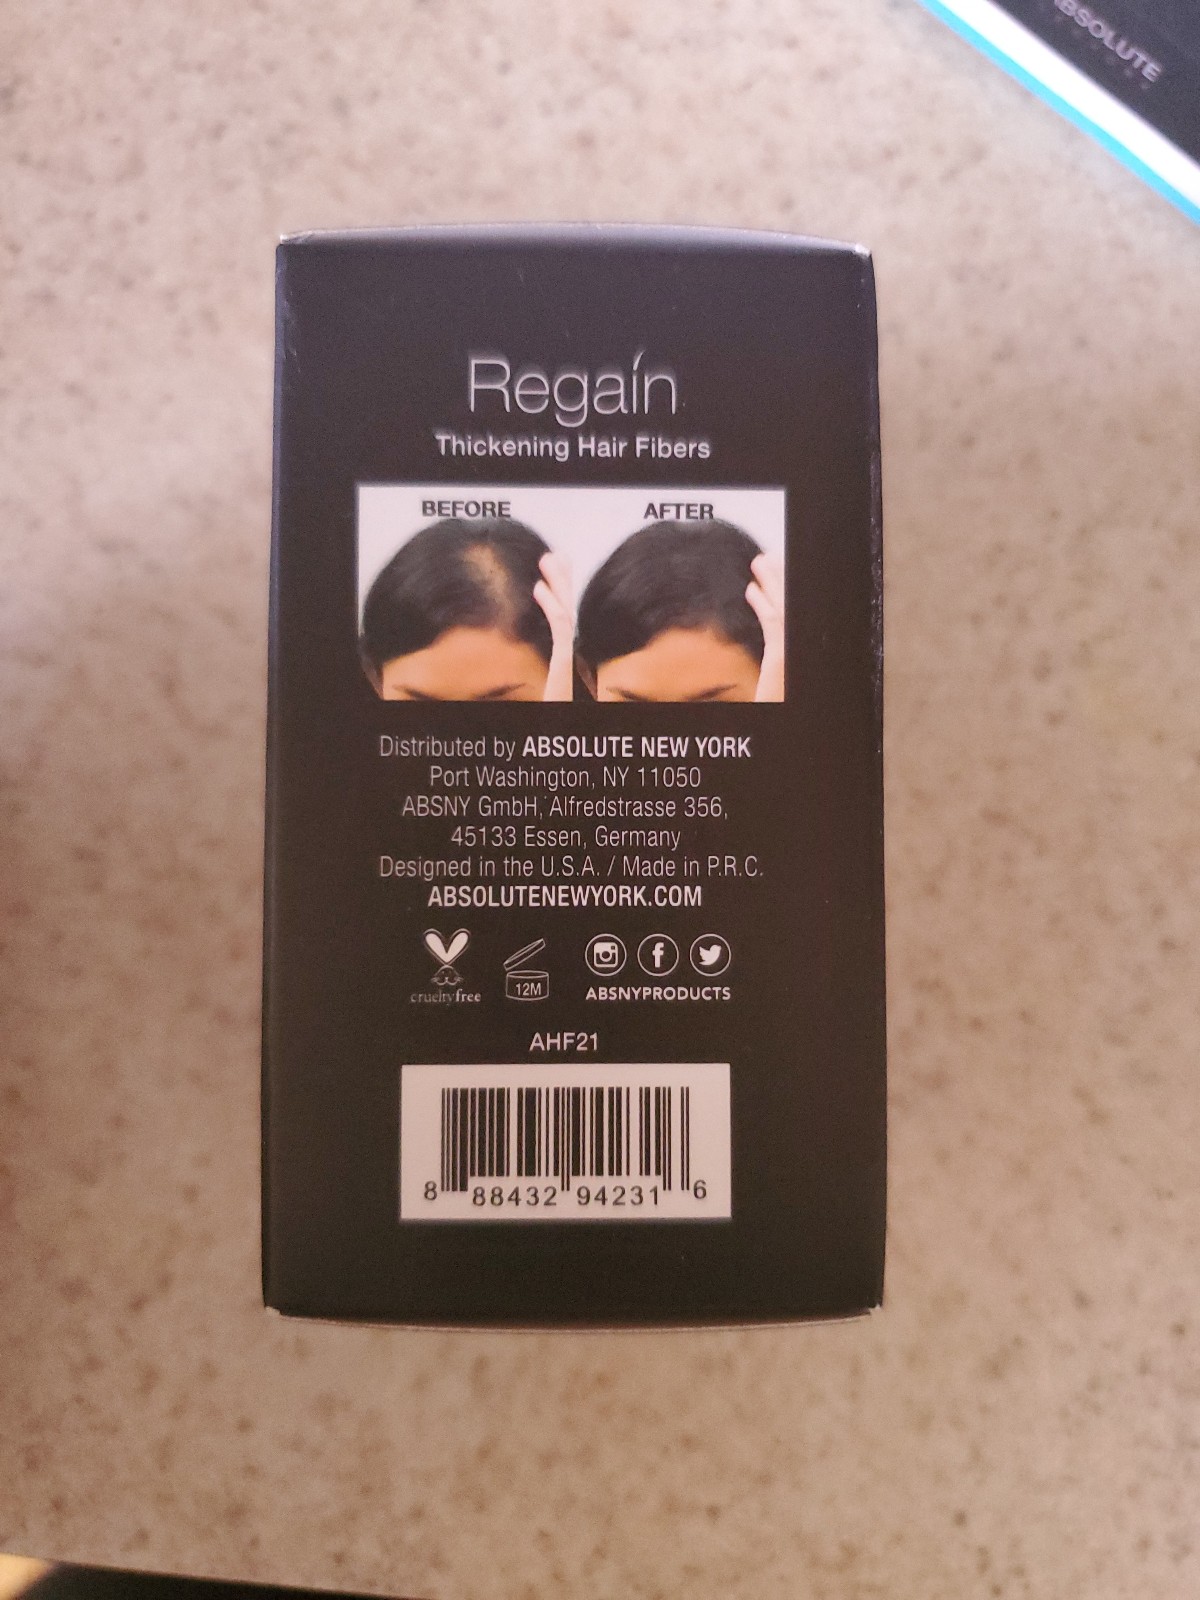 ABSOLUTE
Regain
Thickening Hair Fibers
BEFORE AFTER
Distributed by ABSOLUTE NEW YORK
Port Washington, NY 11050
ABSNY GmbH, Alfredstrasse 356,
45133 Essen, Germany
Designed in the U.S.A. / Made in P.R.C.
ABSOLUTENEWYORK.COM
crueltyfree
12M
ABSNYPRODUCTS
AHF21
8 88432 94231 6